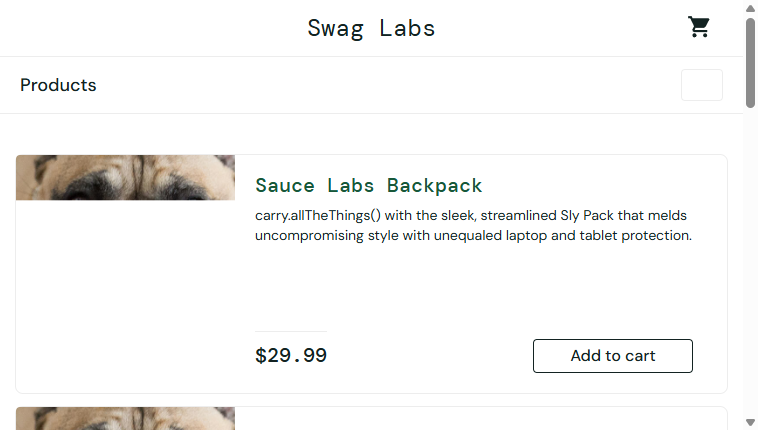 Swag Labs
Products
Sauce Labs Backpack
carry.allTheThings() with the sleek, streamlined Sly Pack that melds
uncompromising style with unequaled laptop and tablet protection.
$29.99
Add to cart